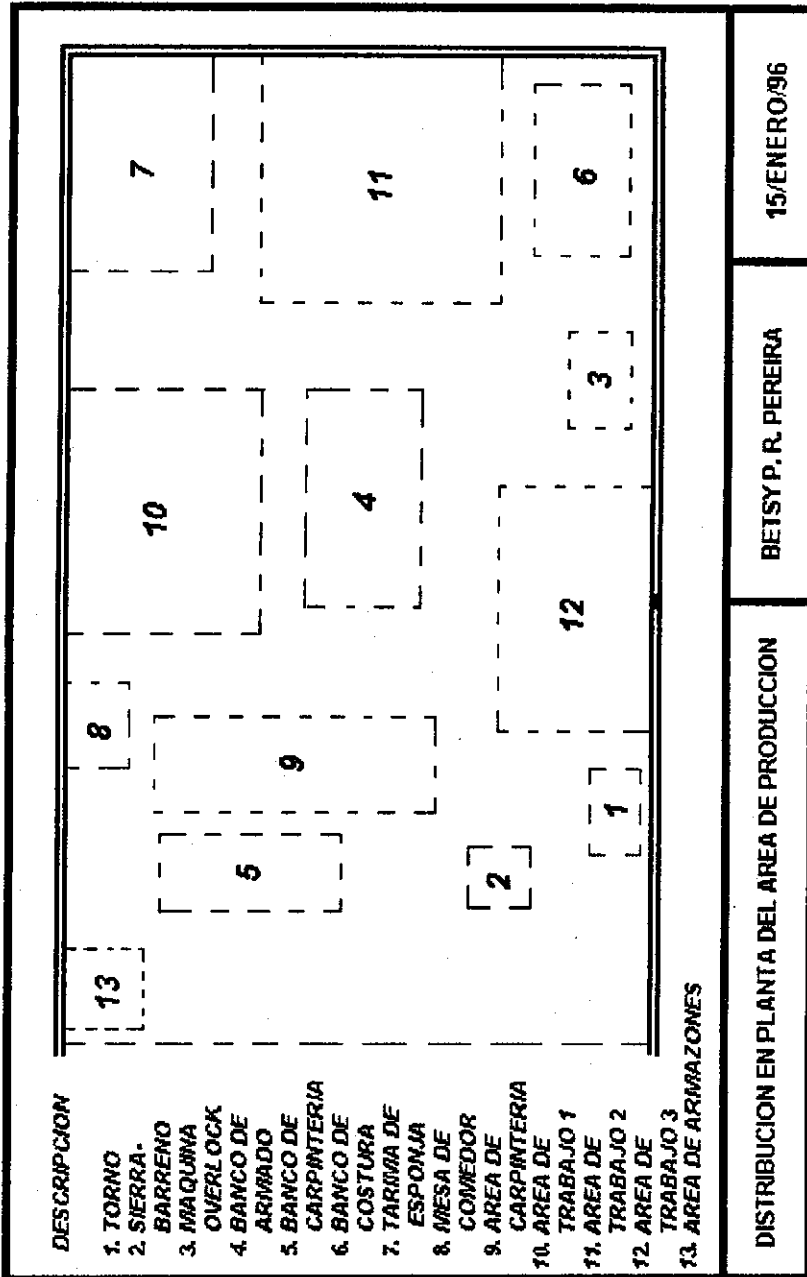 DESCRIPCION
1. TORNO
2. SIERRA-
BARRENO
3. MAQUINA
OVERLOCK
4. BANCO DE
ARMADO
5. BANCO DE
CARPINTERIA
6. BANCO DE
COSTURA
7. TARIMA DE
ESPONJA
8. MESA DE
COMEDOR
9. AREA DE
CARPINTERIA
10. AREA DE
TRABAJO 1
11. AREA DE
TRABAJO 2
12. AREA DE
TRABAJO 3
13. AREA DE ARMAZONES
13
8
10
7
5
9
4
11
2
1
12
3
6
DISTRIBUCION EN PLANTA DEL AREA DE PRODUCCION
BETSY P. R. PEREIRA
15/ENERO/96